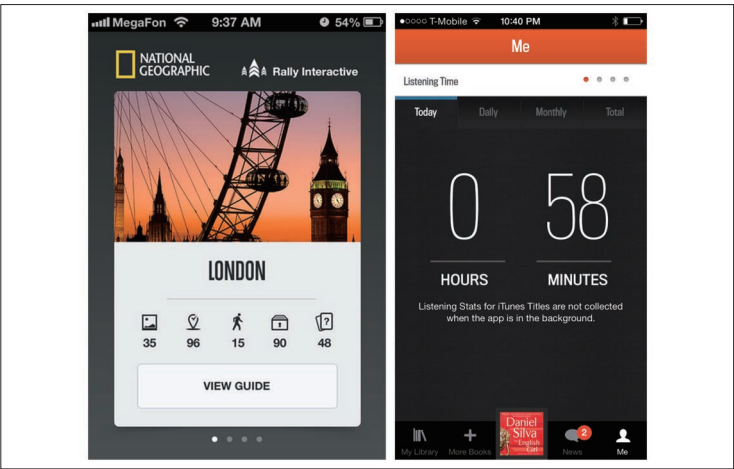 MegaFon 9:37 AM 54%
NATIONAL
GEOGRAPHIC
Rally Interactive
LONDON
35 96 15 90 48
VIEW GUIDE
T-Mobile 10:40 PM
Me
Listening Time
Today Daily Monthly Total
0 58
HOURS MINUTES
Listening Stats for iTunes Titles are not collected
when the app is in the background.
Daniel
Silva
The English
Girl
2
My Library More Books News Me